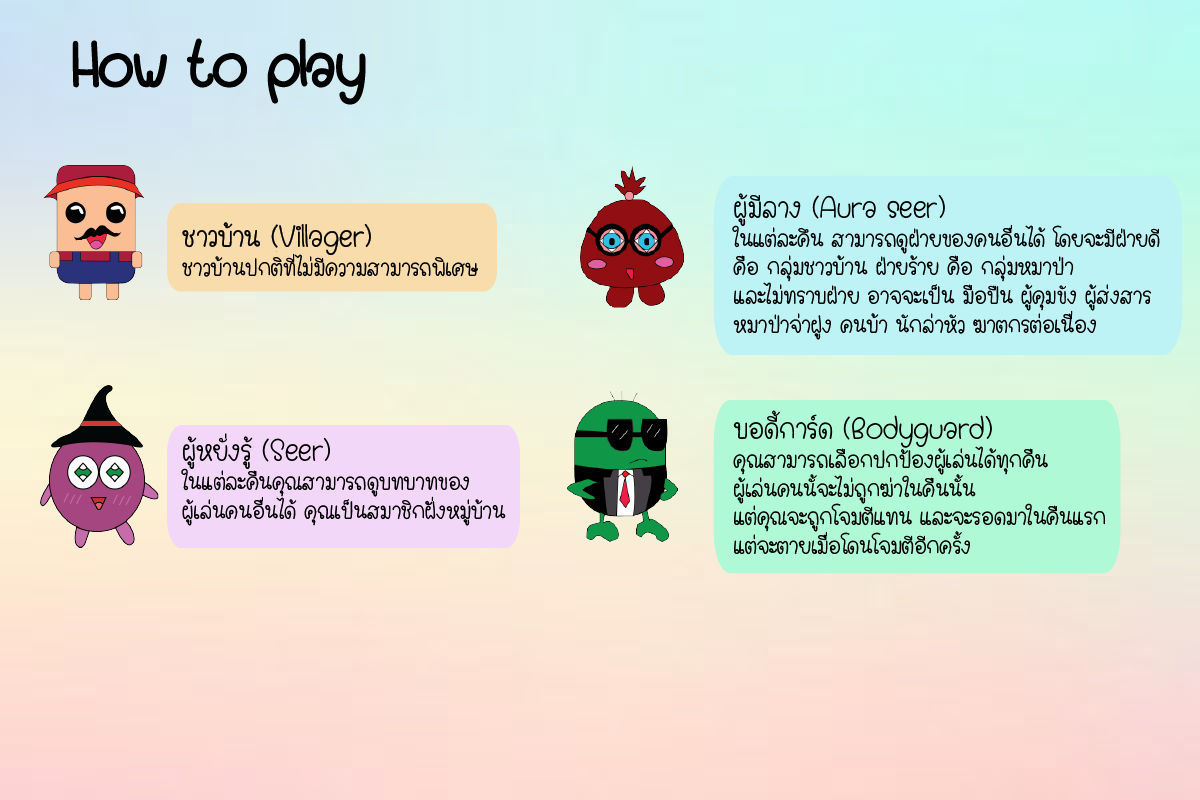 How to play
ชาวบ้าน (Villager)
ชาวบ้านปกติที่ไม่มีความสามารถพิเศษ
ผู้มีลาง (Aura seer)
ในแต่ละคืน สามารถดูฝ่ายของคนอื่นได้ โดยจะมีฝ่ายดี
คือ กลุ่มชาวบ้าน ฝ่ายร้าย คือ กลุ่มหมาป่า
และไม่ทราบฝ่าย อาจจะเป็น มือปืน ผู้คุมขัง ผู้ส่งสาร
หมาป่าจ่าฝูง คนบ้า นักล่าหัว ฆาตกรต่อเนื่อง
ผู้หยั่งรู้ (Seer)
ในแต่ละคืนคุณสามารถดูบทบาทของ
ผู้เล่นคนอื่นได้ คุณเป็นสมาชิกฝั่งหมู่บ้าน
บอดี้การ์ด (Bodyguard)
คุณสามารถเลือกปกป้องผู้เล่นได้ทุกคืน
ผู้เล่นคนนี้จะไม่ถูกฆ่าในคืนนั้น
แต่คุณจะถูกโจมตีแทน และจะรอดมาในคืนแรก
แต่จะตายเมื่อโดนโจมตีอีกครั้ง